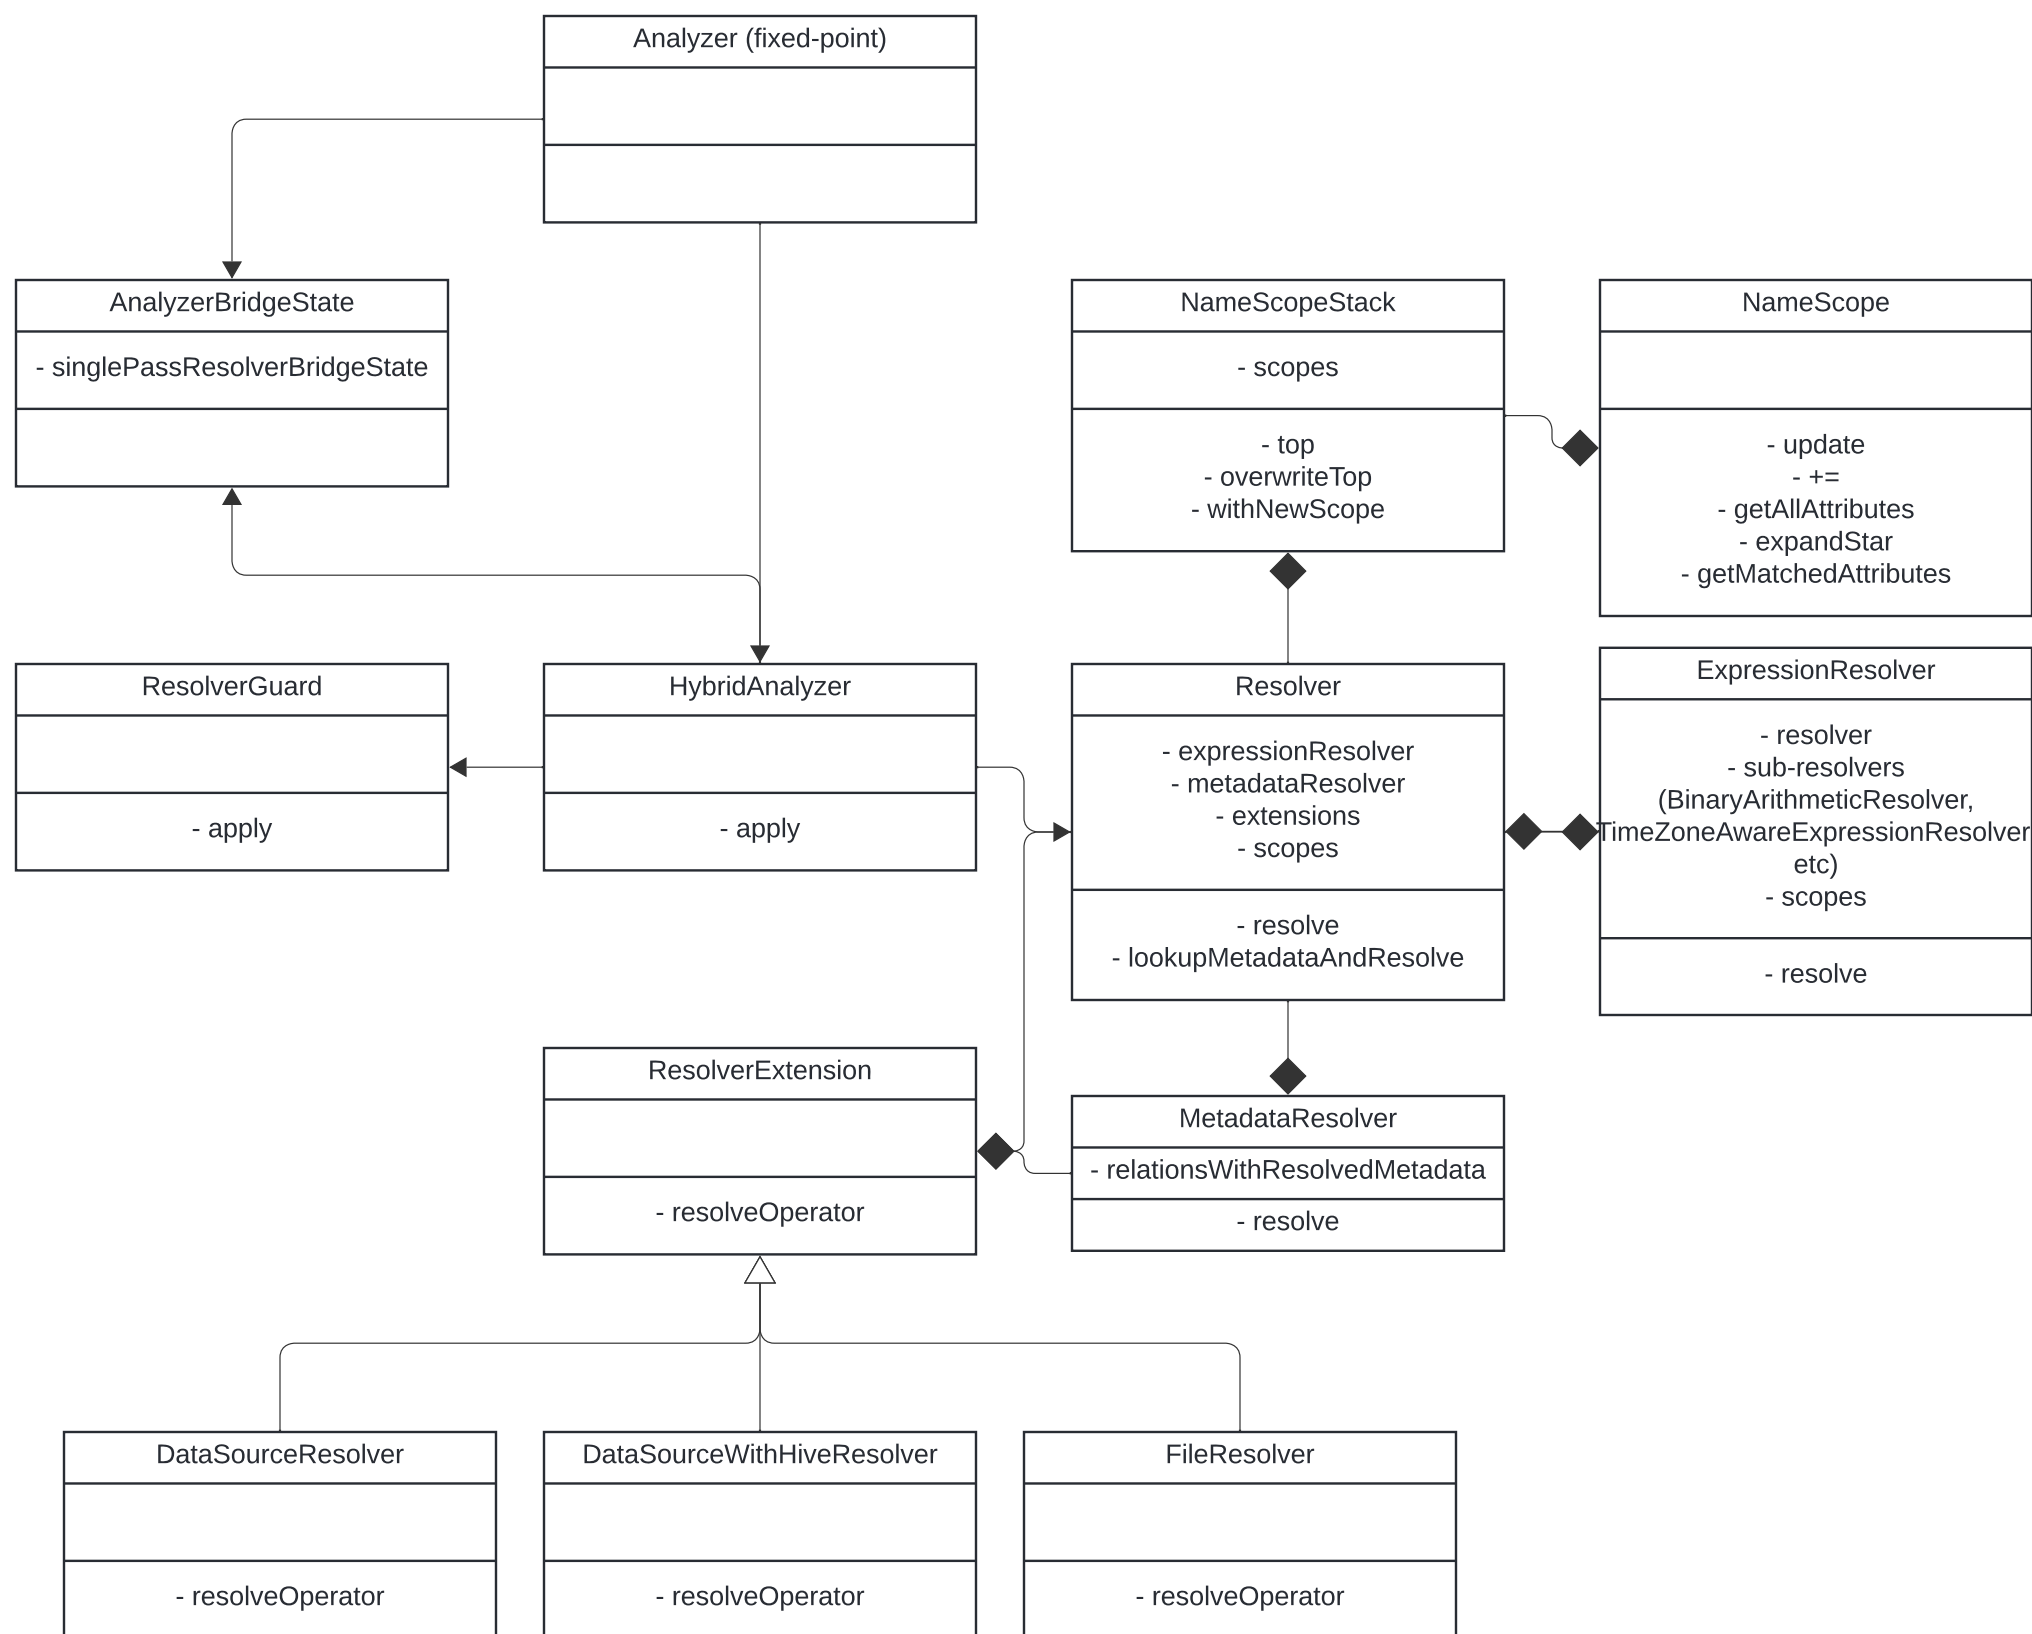 Analyzer (fixed-point)
AnalyzerBridgeState
- singlePassResolverBridgeState
NameScopeStack
- scopes
- top
- overwriteTop
- withNewScope
NameScope
- update
- +=
- getAllAttributes
- expandStar
- getMatchedAttributes
ResolverGuard
- apply
HybridAnalyzer
- apply
Resolver
- expressionResolver
- metadataResolver
- extensions
- scopes
- resolve
- lookupMetadataAndResolve
ExpressionResolver
- resolver
- sub-resolvers
(BinaryArithmeticResolver,
TimeZoneAwareExpressionResolver
etc)
- scopes
- resolve
ResolverExtension
- resolveOperator
MetadataResolver
- relationsWithResolvedMetadata
- resolve
DataSourceResolver
- resolveOperator
DataSourceWithHiveResolver
- resolveOperator
FileResolver
- resolveOperator